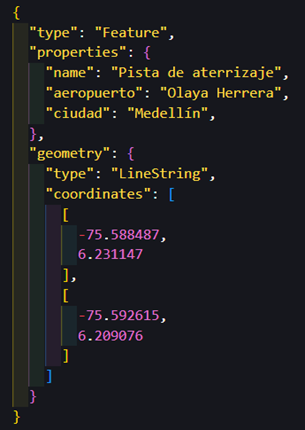 {
"type": "Feature",
"properties": {
"name": "Pista de aterrizaje",
"aeropuerto": "Olaya Herrera",
"ciudad": "Medellín",
},
"geometry": {
"type": "LineString",
"coordinates": [
[
-75.588487,
6.231147
],
[
-75.592615,
6.209076
]
]
}
}